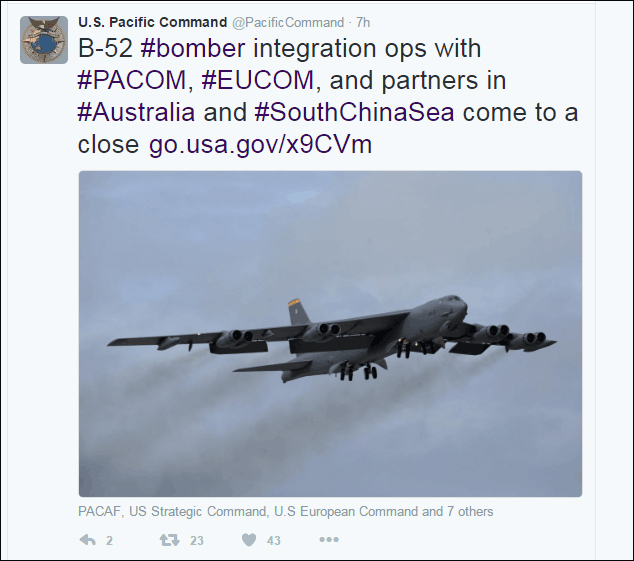 U.S. Pacific Command @PacificCommand · 7h
B-52 #bomber integration ops with
#PACOM, #EUCOM, and partners in
#Australia and #SouthChinaSea come to a
close go.usa.gov/x9CVm
PACAF, US Strategic Command, U.S European Command and 7 others
2 23 43